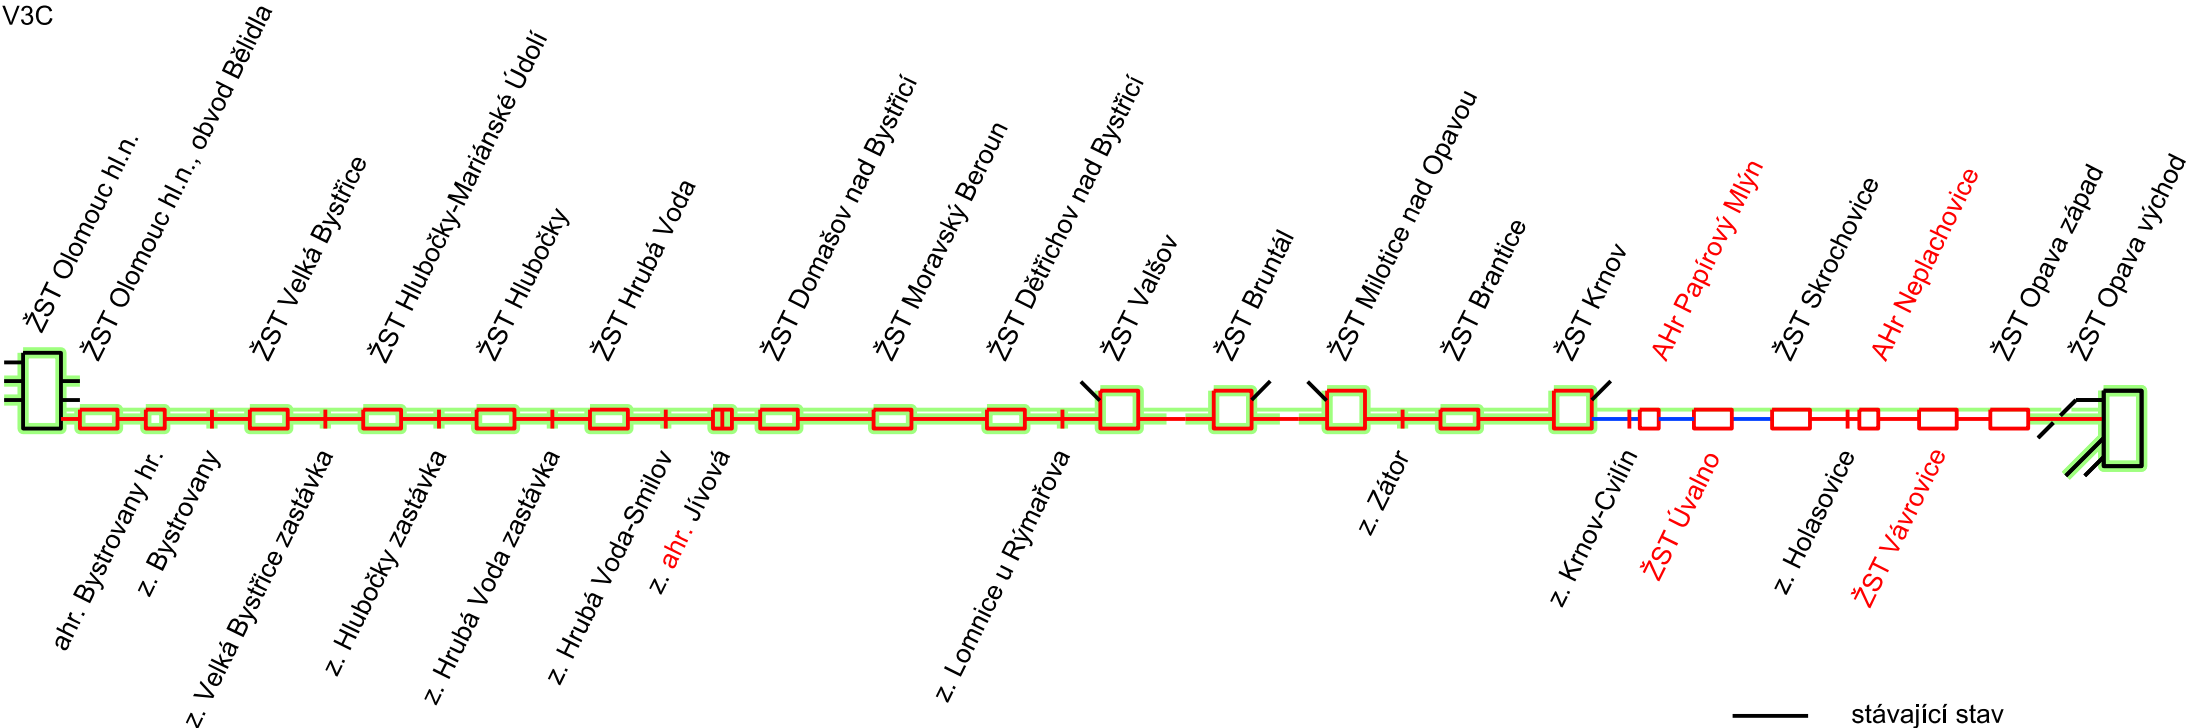 V3C
ŽST Olomouc hl.n.
ŽST Olomouc hl.n., obvod Bělidla
ŽST Velká Bystřice
ŽST Hlubočky-Mariánské Údolí
ŽST Hlubočky
ŽST Hrubá Voda
ŽST Domašov nad Bystřicí
ŽST Moravský Beroun
ŽST Dětřichov nad Bystřicí
ŽST Valšov
ŽST Bruntál
ŽST Milotice nad Opavou
ŽST Brantice
ŽST Krnov
AHr Papírový Mlýn
ŽST Skrochovice
AHr Neplachovice
ŽST Opava západ
ŽST Opava východ
ahr. Bystrovany hr.
z. Bystrovany
z. Velká Bystřice zastávka
z. Hlubočky zastávka
z. Hrubá Voda zastávka
z. Hrubá Voda-Smilov
z. ahr. Jívová
z. Lomnice u Rýmařova
z. Zátor
z. Krnov-Cvilín
ŽST Úvalno
z. Holasovice
ŽST Vávrovice
stávající stav